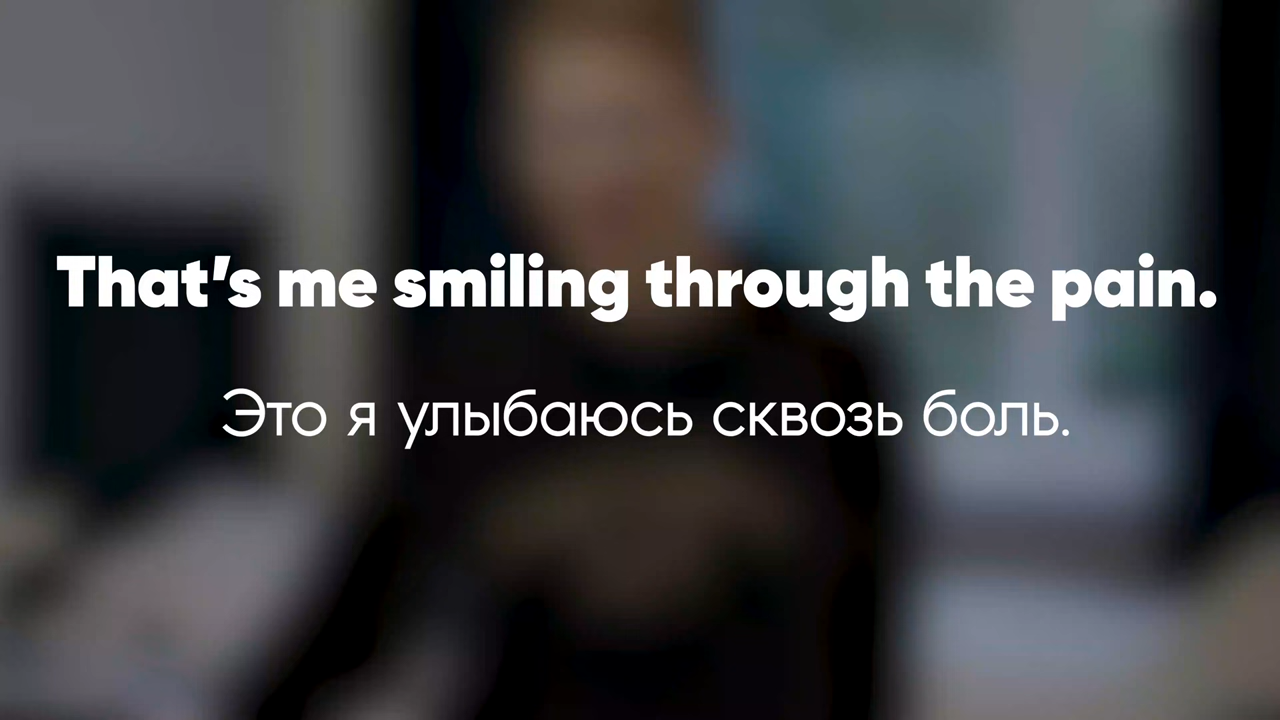 That’s me smiling through the pain.
Это я улыбаюсь сквозь боль.